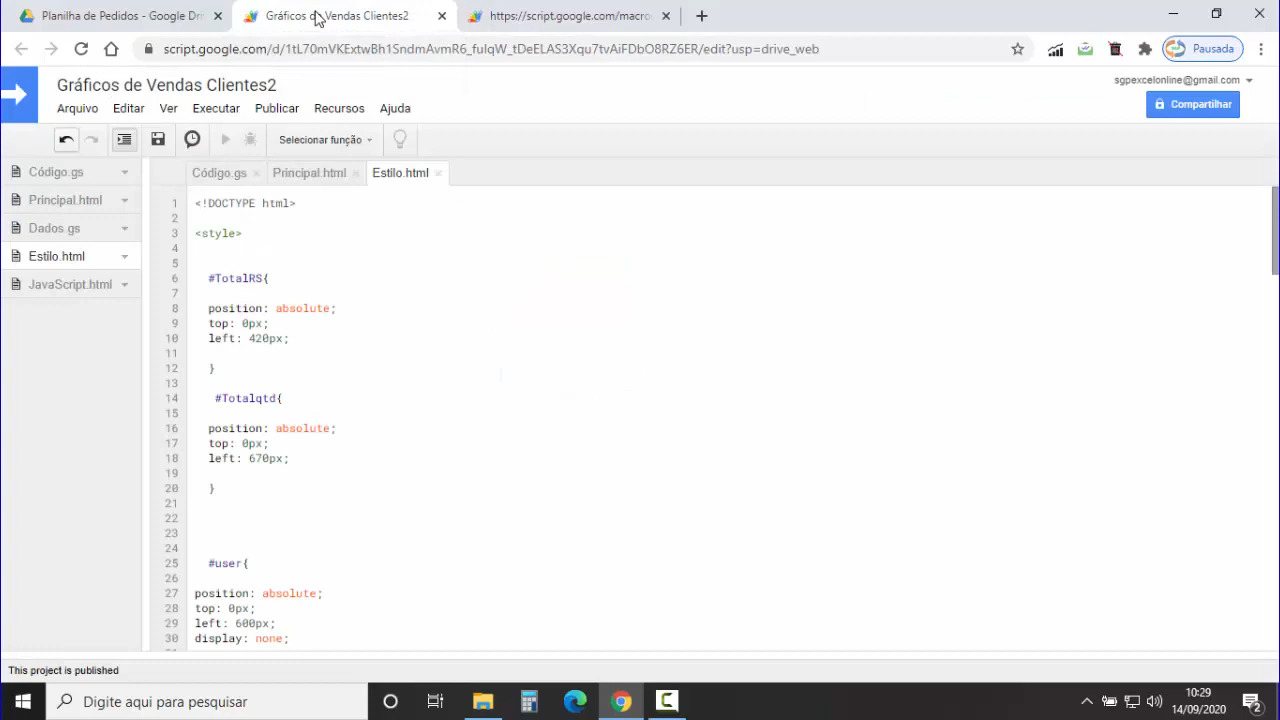 Planilha de Pedidos - Google Dri
Gráficos de Vendas Clientes2
https://script.google.com/macro
script.google.com/d/1tL70mVKExtwBh1SndmAvmR6_fulqW_tDeELAS3Xqu7tvAiFDbO8RZ6ER/edit?usp=drive_web
Pausada
Gráficos de Vendas Clientes2
sgpexcelonline@gmail.com
Arquivo Editar Ver Executar Publicar Recursos Ajuda
Compartilhar
Selecionar função
Código.gs
Principal.html
Dados.gs
Estilo.html
JavaScript.html
Código.gs Principal.html Estilo.html
1 <!DOCTYPE html>
2
3 <style>
4
5
6 #TotalRS{
7
8 position: absolute;
9 top: 0px;
10 left: 420px;
11
12 }
13
14 #Totalqtd{
15
16 position: absolute;
17 top: 0px;
18 left: 670px;
19
20 }
21
22
23
24
25 #user{
26
27 position: absolute;
28 top: 0px;
29 left: 600px;
30 display: none;
This project is published
Digite aqui para pesquisar
10:29
14/09/2020
2